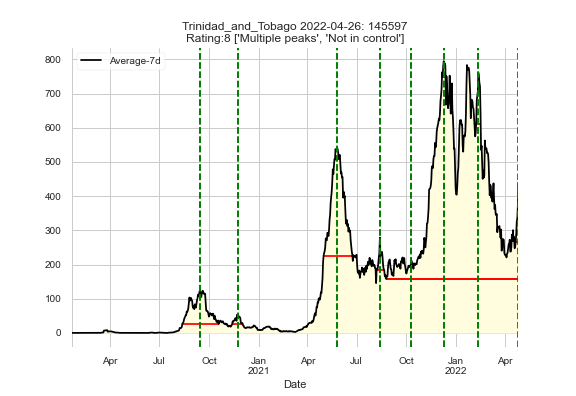 Trinidad_and_Tobago 2022-04-26: 145597
Rating:8 ['Multiple peaks', 'Not in control']
Average-7d
800
700
600
500
400
300
200
100
0
Apr Jul Oct Jan Apr Jul Oct Jan Apr
2021 2022
Date